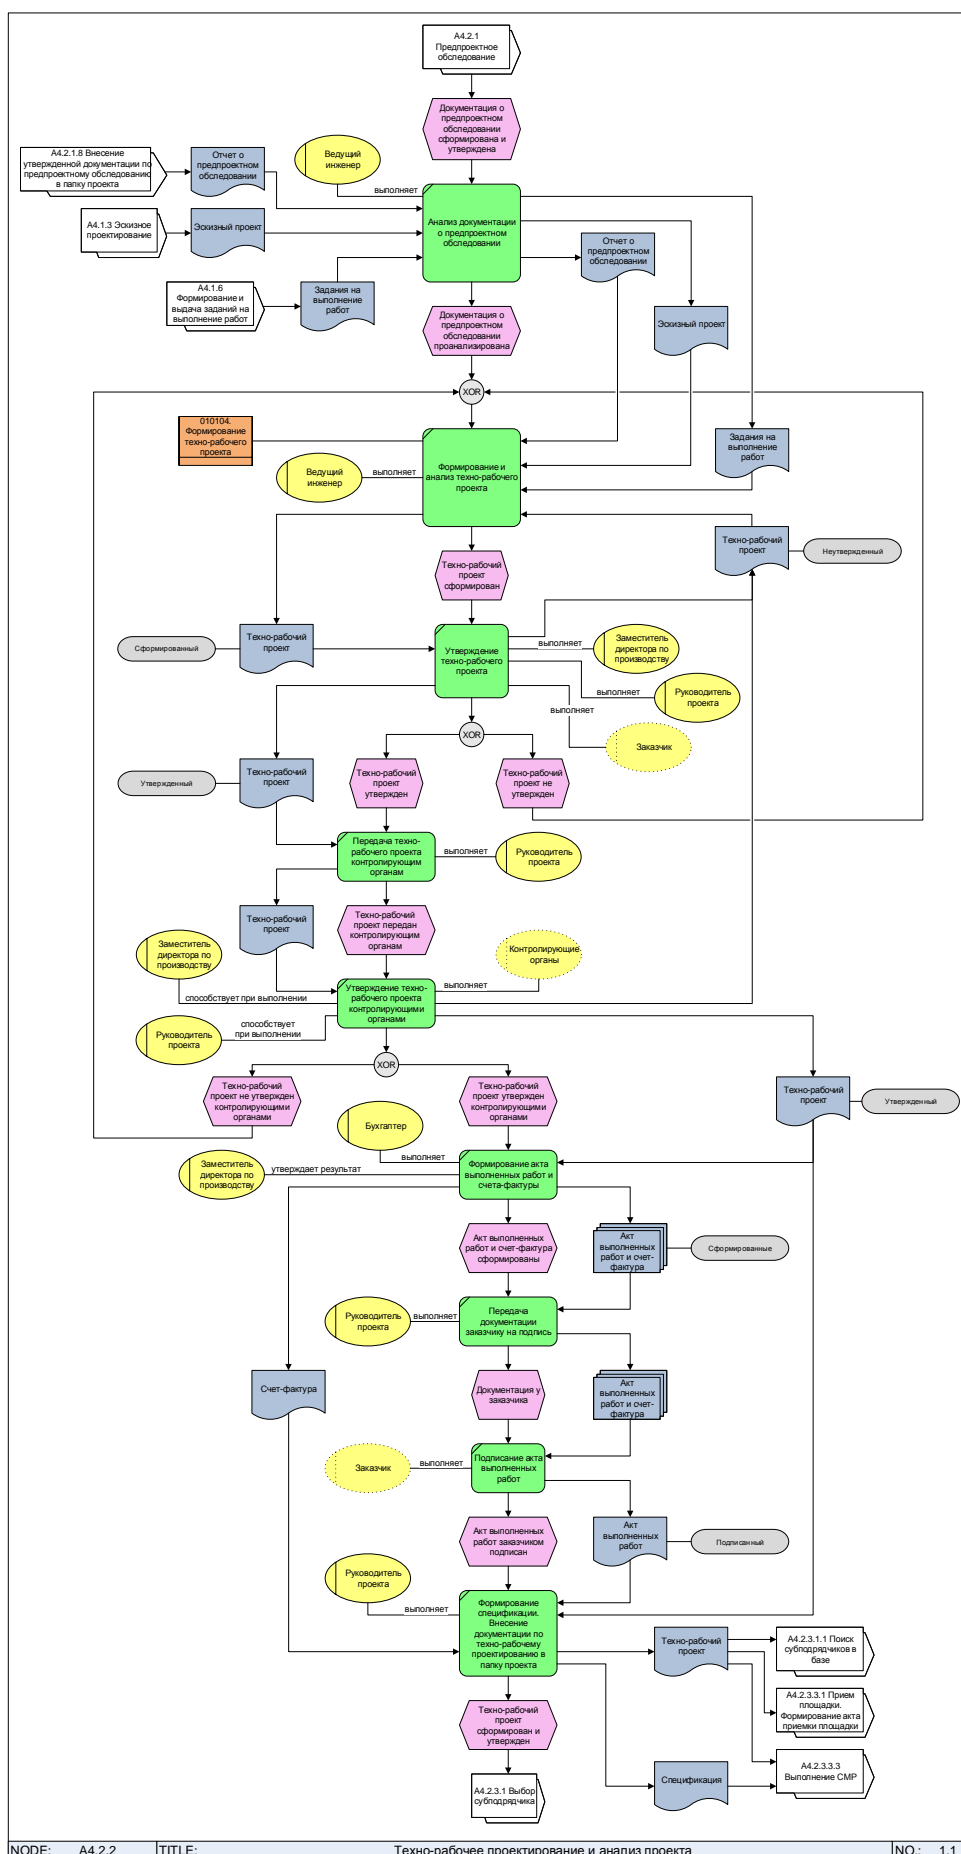 А4.2.1
Предпроектное
обследование
Документация о
предпроектном
обследовании
сформирована и
утверждена
А4.2.1.8 Внесение
утвержденной документации по
предпроектному обследованию
в папку проекта
Отчет о
предпроектном
обследовании
Ведущий
инженер
выполняет
А4.1.3 Эскизное
проектирование
Эскизный проект
Анализ документации
о предпроектном
обследовании
Отчет о
предпроектном
обследовании
А4.1.6
Формирование и
выдача заданий на
выполнение работ
Задания на
выполнение
работ
Документация о
предпроектном
обследовании
проанализирована
Эскизный проект
XOR
010104.
Формирование
техно-рабочего
проекта
Ведущий
инженер
выполняет
Формирование и
анализ техно-рабочего
проекта
Задания на
выполнение
работ
Техно-рабочий
проект
Неутвержденный
Техно-рабочий
проект
сформирован
Сформированный
Техно-рабочий
проект
Утверждение
техно-рабочего
проекта
выполняет
Заместитель
директора по
производству
выполняет
Руководитель
проекта
выполняет
Заказчик
XOR
Утвержденный
Техно-рабочий
проект
Техно-рабочий
проект
утвержден
Техно-рабочий
проект не
утвержден
Передача техно-
рабочего проекта
контролирующим
органам
выполняет
Руководитель
проекта
Техно-рабочий
проект
Техно-рабочий
проект передан
контролирующим
органам
Заместитель
директора по
производству
Контролирующие
органы
способствует при выполнении
Утверждение техно-
рабочего проекта
контролирующими
органами
выполняет
Руководитель
проекта
способствует
при выполнении
XOR
Техно-рабочий
проект не утвержден
контролирующими
органами
Техно-рабочий
проект утвержден
контролирующими
органами
Техно-рабочий
проект
Утвержденный
Бухгалтер
выполняет
Заместитель
директора по
производству
утверждает результат
Формирование акта
выполненных работ и
счета-фактуры
Акт выполненных
работ и счет-фактура
сформированы
Акт
выполненных
работ и счет-
фактура
Сформированные
Руководитель
проекта
выполняет
Передача
документации
заказчику на подпись
Счет-фактура
Документация у
заказчика
Акт
выполненных
работ и счет-
фактура
Заказчик
выполняет
Подписание акта
выполненных
работ
Акт выполненных
работ заказчиком
подписан
Акт
выполненных
работ
Подписанный
Руководитель
проекта
выполняет
Формирование
спецификации.
Внесение
документации по
техно-рабочему
проектированию в
папку проекта
Техно-рабочий
проект
А4.2.3.1.1 Поиск
субподрядчиков в
базе
А4.2.3.3.1 Прием
площадки.
Формирование акта
приемки площадки
Техно-рабочий
проект
сформирован и
утвержден
Спецификация
А4.2.3.3.3
Выполнение СМР
А4.2.3.1 Выбор
субподрядчика
NODE: А4.2.2 TITLE: Техно-рабочее проектирование и анализ проекта NO.: 1.1